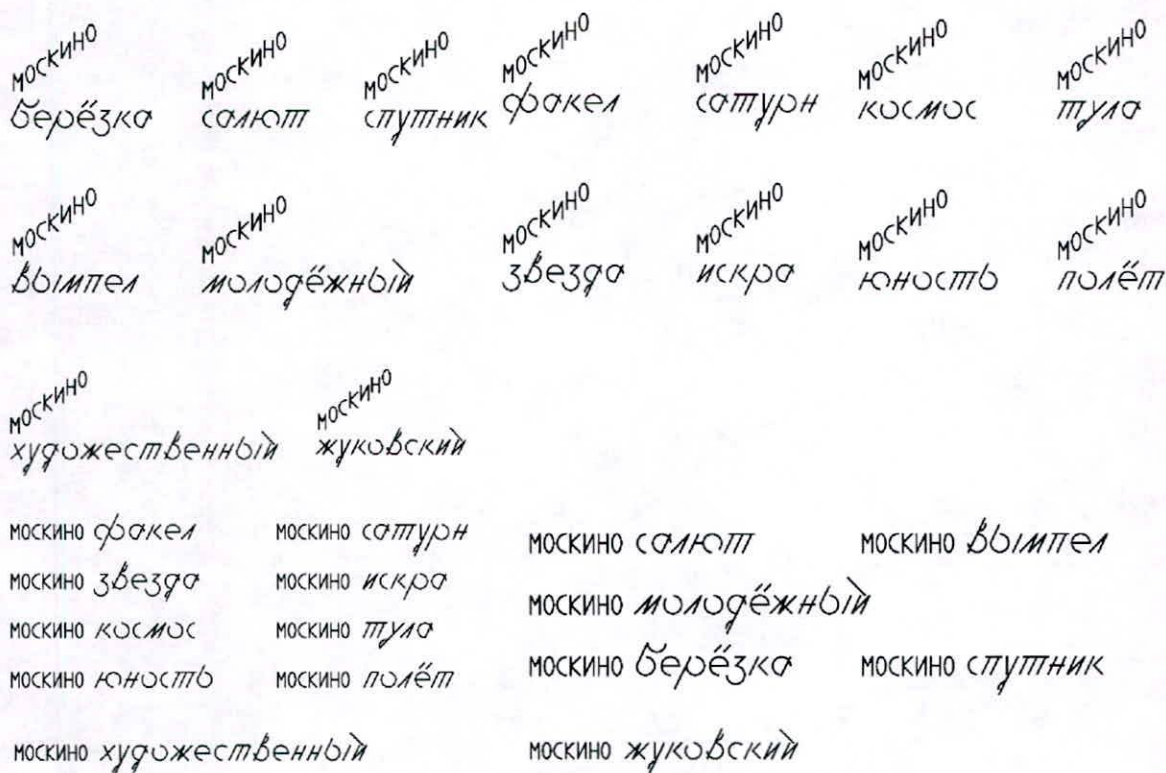 москино москино москино москино москино москино москино
берёзка салют спутник факел сатурн космос тула
москино москино москино москино москино москино
вымпел молодёжный звезда искра юность полёт
москино москино
художественный жуковский
москино факел москино сатурн москино салют москино вымпел
москино звезда москино искра москино молодёжный
москино космос москино тула москино берёзка москино спутник
москино юность москино полёт
москино художественный москино жуковский